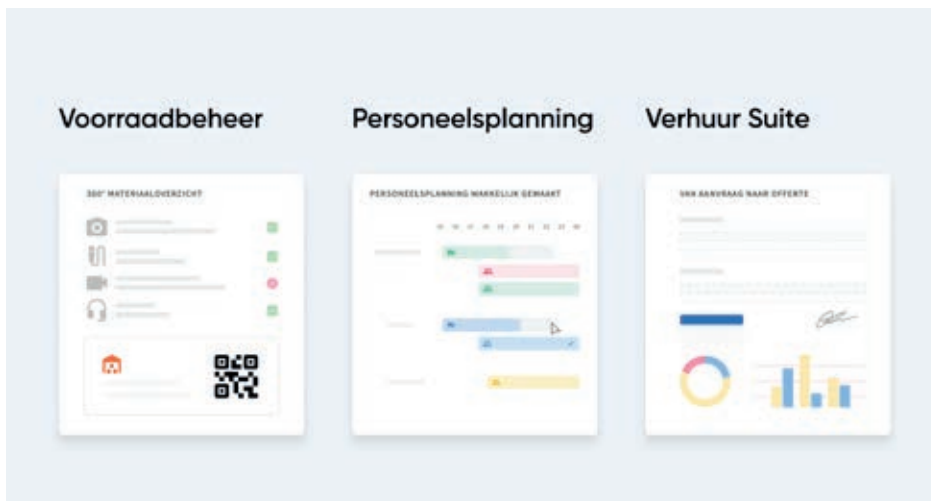 Voorraadbeheer
360° MATERIAALOVERZICHT
Personeelsplanning
PERSONEELSPLANNING MAKKELIJK GEMAAKT
Verhuur Suite
VAN AANVRAAG NAAR OFFERTE